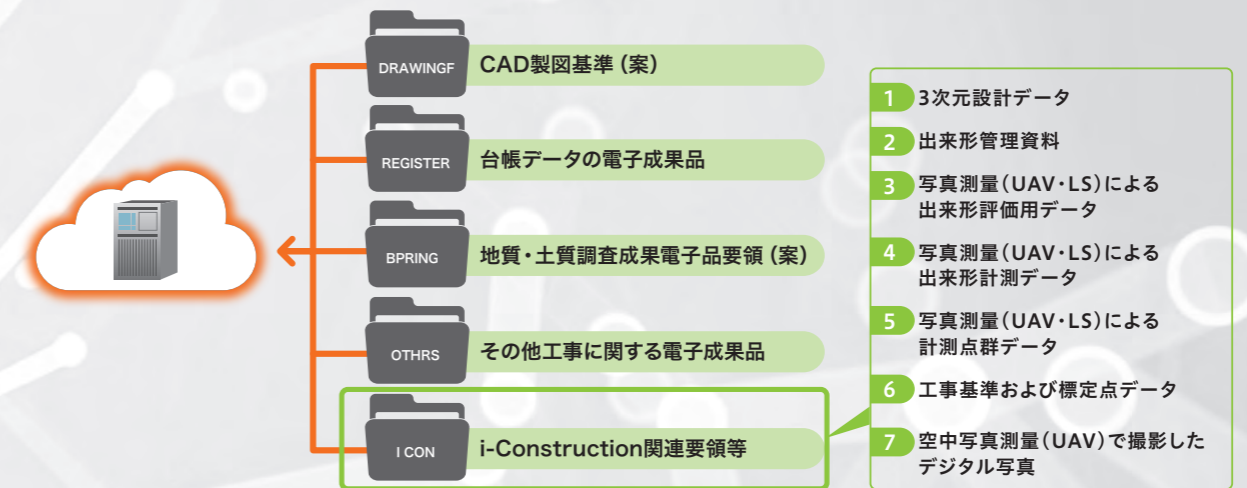 DRAWINGF
CAD製図基準（案）
REGISTER
台帳データの電子成果品
BPRING
地質・土質調査成果電子品要領（案）
OTHRS
その他工事に関する電子成果品
I CON
i-Construction関連要領等
1 3次元設計データ
2 出来形管理資料
3 写真測量（UAV・LS）による
出来形評価用データ
4 写真測量（UAV・LS）による
出来形計測データ
5 写真測量（UAV・LS）による
計測点群データ
6 工事基準および標定点データ
7 空中写真測量（UAV）で撮影した
デジタル写真